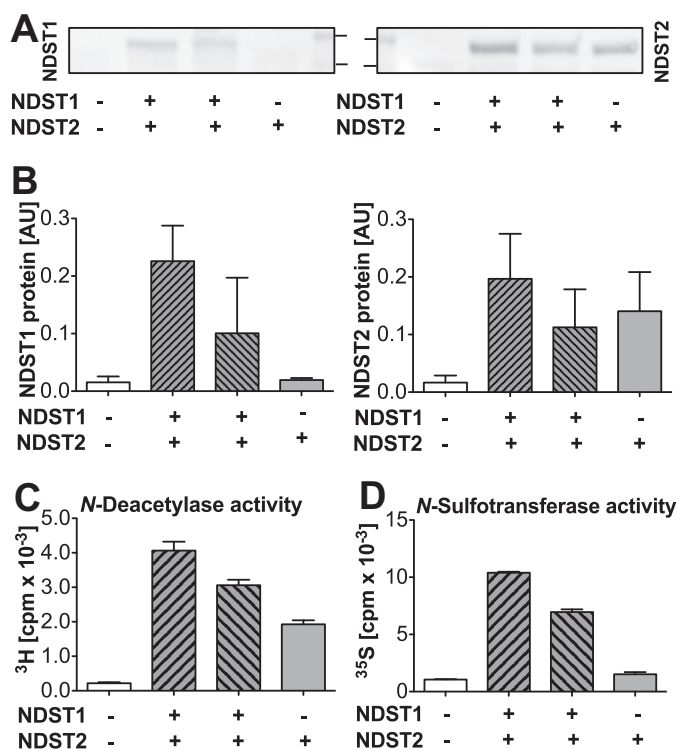 A
NDST1
NDST2
NDST1 - + + - NDST1 - + + -
NDST2 - + + + NDST2 - + + +
B
NDST1 protein [AU]
0.3
0.2
0.1
0.0
NDST1 - + + -
NDST2 - + + +
NDST2 protein [AU]
0.3
0.2
0.1
0.0
NDST1 - + + -
NDST2 - + + +
C N-Deacetylase activity
³H [cpm x 10⁻³]
5.0
4.0
3.0
2.0
1.0
0.0
NDST1 - + + -
NDST2 - + + +
D N-Sulfotransferase activity
³⁵S [cpm x 10⁻³]
15
10
5
0
NDST1 - + + -
NDST2 - + + +